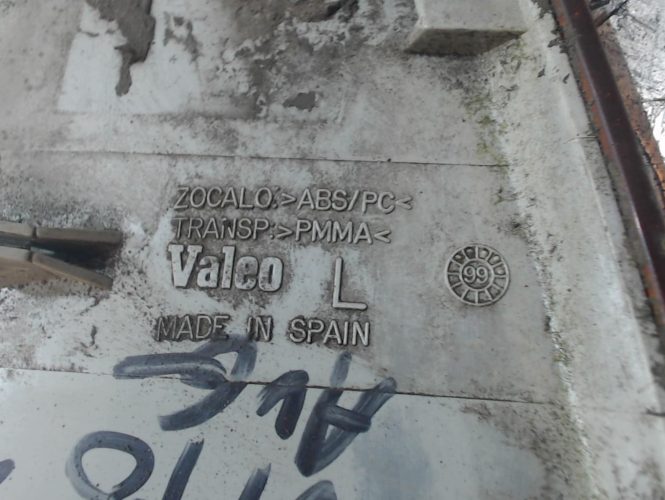 ZOCALO:>ABS/PC<
TRANSP:>PMMA<
Valeo L
99
MADE IN SPAIN